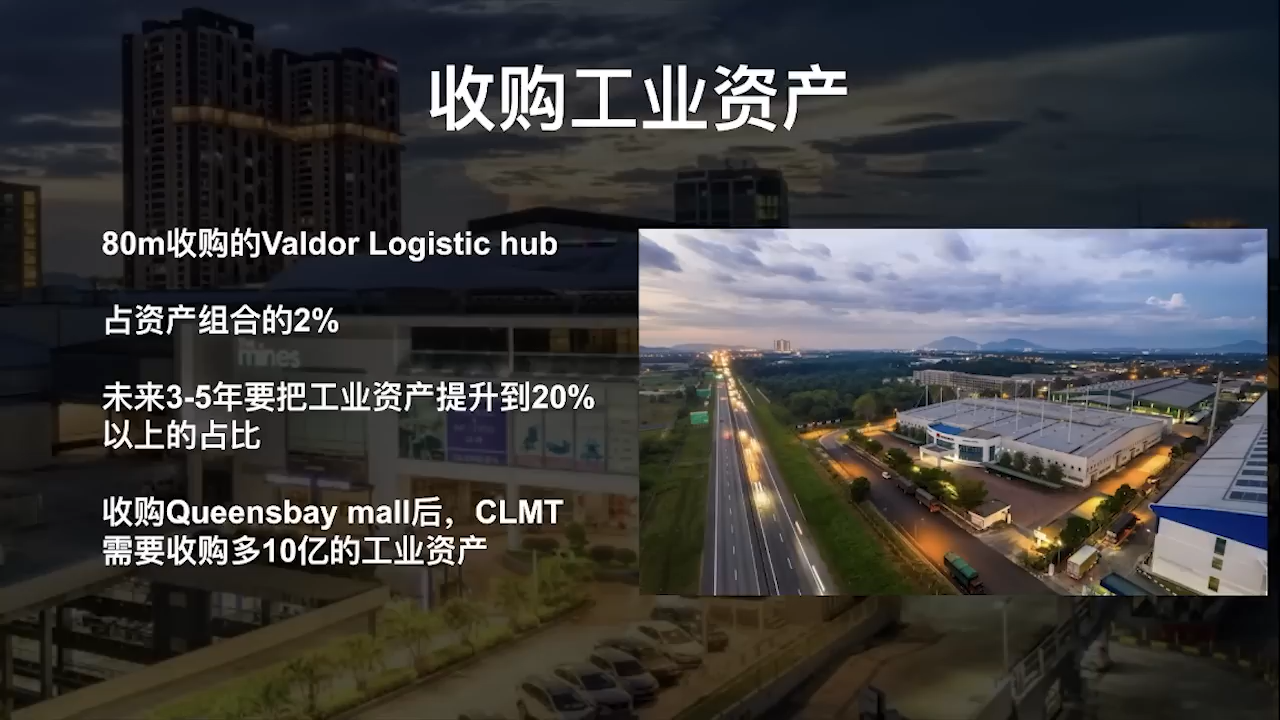 收购工业资产
80m收购的Valdor Logistic hub
占资产组合的2%
未来3-5年要把工业资产提升到20%
以上的占比
收购Queensbay mall后，CLMT
需要收购多10亿的工业资产
the mines